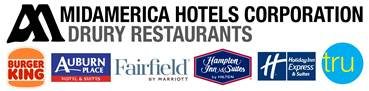 MIDAMERICA HOTELS CORPORATION
DRURY RESTAURANTS
BURGER KING
AUBURN PLACE
HOTEL & SUITES
Fairfield
BY MARRIOTT
Hampton Inn & Suites
by HILTON
H
Holiday Inn
Express
& Suites
tru